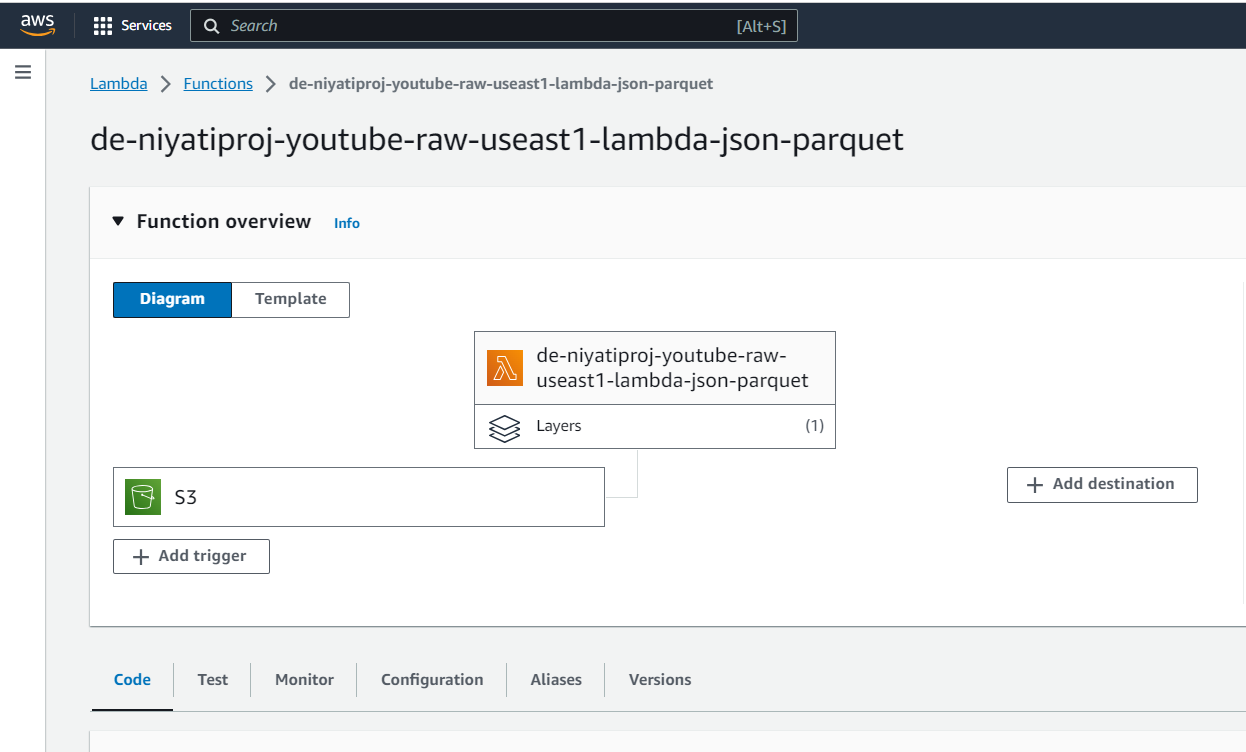 aws
Services
Search
[Alt+S]
Lambda
Functions
de-niyatiproj-youtube-raw-useast1-lambda-json-parquet
de-niyatiproj-youtube-raw-useast1-lambda-json-parquet
Function overview
Info
Diagram
Template
de-niyatiproj-youtube-raw-
useast1-lambda-json-parquet
Layers
(1)
S3
Add destination
Add trigger
Code
Test
Monitor
Configuration
Aliases
Versions